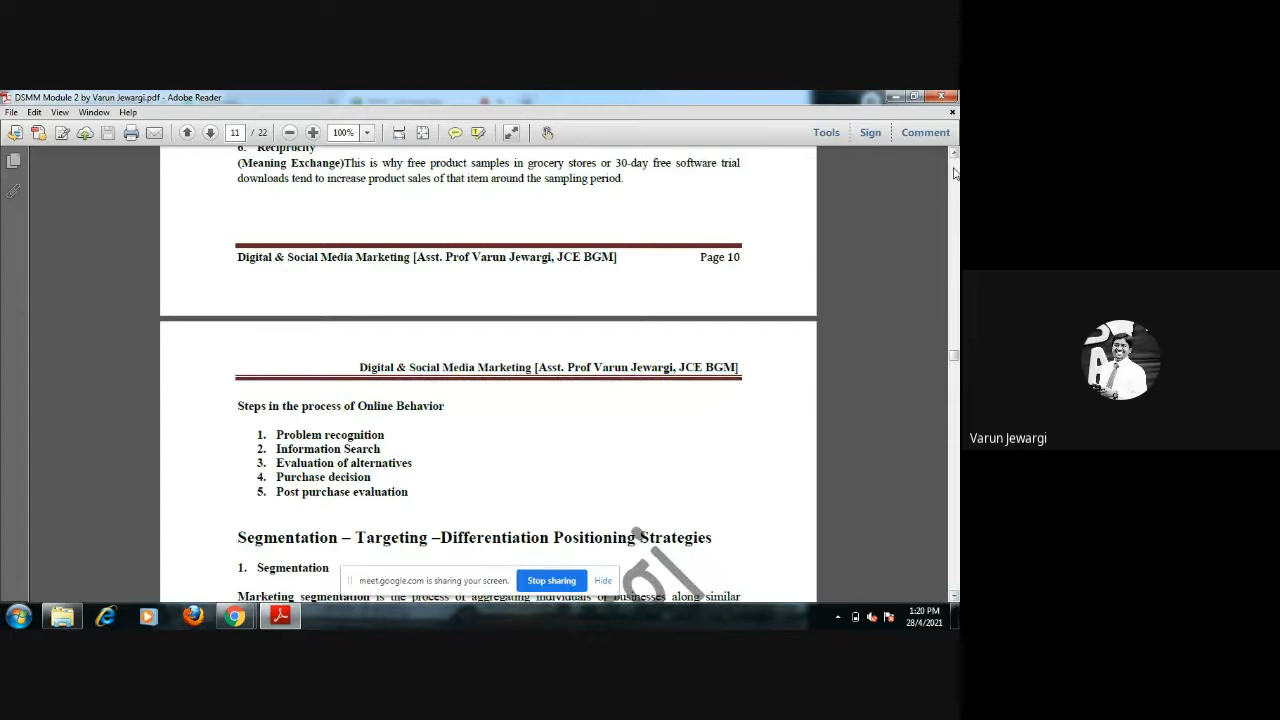 DSMM Module 2 by Varun Jewargi.pdf - Adobe Reader
File Edit View Window Help
11 / 22 100% Tools Sign Comment
6. Reciprocity
(Meaning Exchange)This is why free product samples in grocery stores or 30-day free software trial
downloads tend to increase product sales of that item around the sampling period.
Digital & Social Media Marketing [Asst. Prof Varun Jewargi, JCE BGM] Page 10
Digital & Social Media Marketing [Asst. Prof Varun Jewargi, JCE BGM]
Steps in the process of Online Behavior
1. Problem recognition
2. Information Search
3. Evaluation of alternatives
4. Purchase decision
5. Post purchase evaluation
Segmentation – Targeting –Differentiation Positioning Strategies
1. Segmentation
meet.google.com is sharing your screen. Stop sharing Hide
Marketing segmentation is the process of aggregating individuals or businesses along similar
1:20 PM
28/4/2021
Varun Jewargi